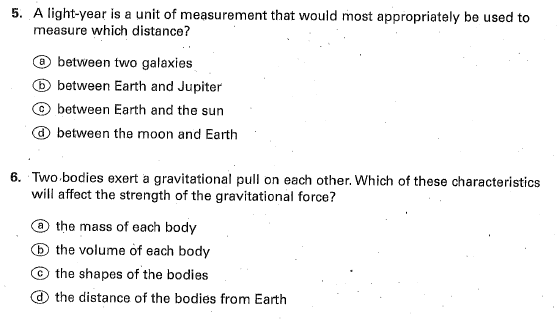 5. A light-year is a unit of measurement that would most appropriately be used to
measure which distance?
ⓐ between two galaxies
ⓑ between Earth and Jupiter
ⓒ between Earth and the sun
ⓓ between the moon and Earth
6. Two bodies exert a gravitational pull on each other. Which of these characteristics
will affect the strength of the gravitational force?
ⓐ the mass of each body
ⓑ the volume of each body
ⓒ the shapes of the bodies
ⓓ the distance of the bodies from Earth